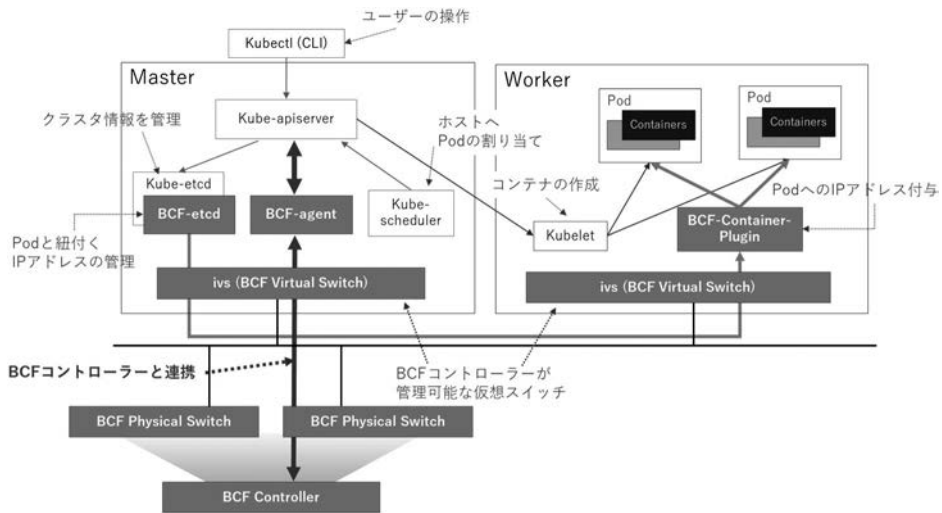 ユーザーの操作
Kubectl (CLI)
Master
Worker
Pod
Containers
Pod
Containers
クラスタ情報を管理
Kube-apiserver
ホストへ
Podの割り当て
コンテナの作成
Kube-etcd
BCF-etcd
BCF-agent
Kube-
scheduler
Kubelet
BCF-Container-
Plugin
PodへのIPアドレス付与
Podと紐付く
IPアドレスの管理
ivs (BCF Virtual Switch)
ivs (BCF Virtual Switch)
BCFコントローラーと連携
BCFコントローラーが
管理可能な仮想スイッチ
BCF Physical Switch
BCF Physical Switch
BCF Controller